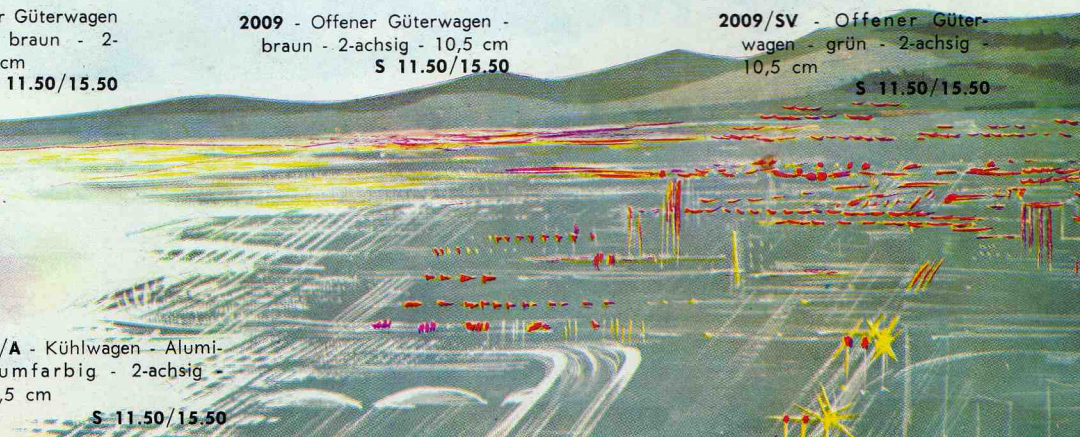 r Güterwagen
braun - 2-
cm
11.50/15.50
2009 - Offener Güterwagen -
braun - 2-achsig - 10,5 cm
S 11.50/15.50
2009/SV - Offener Güter-
wagen - grün - 2-achsig -
10,5 cm
S 11.50/15.50
/A - Kühlwagen - Alumi-
umfarbig - 2-achsig -
,5 cm
S 11.50/15.50